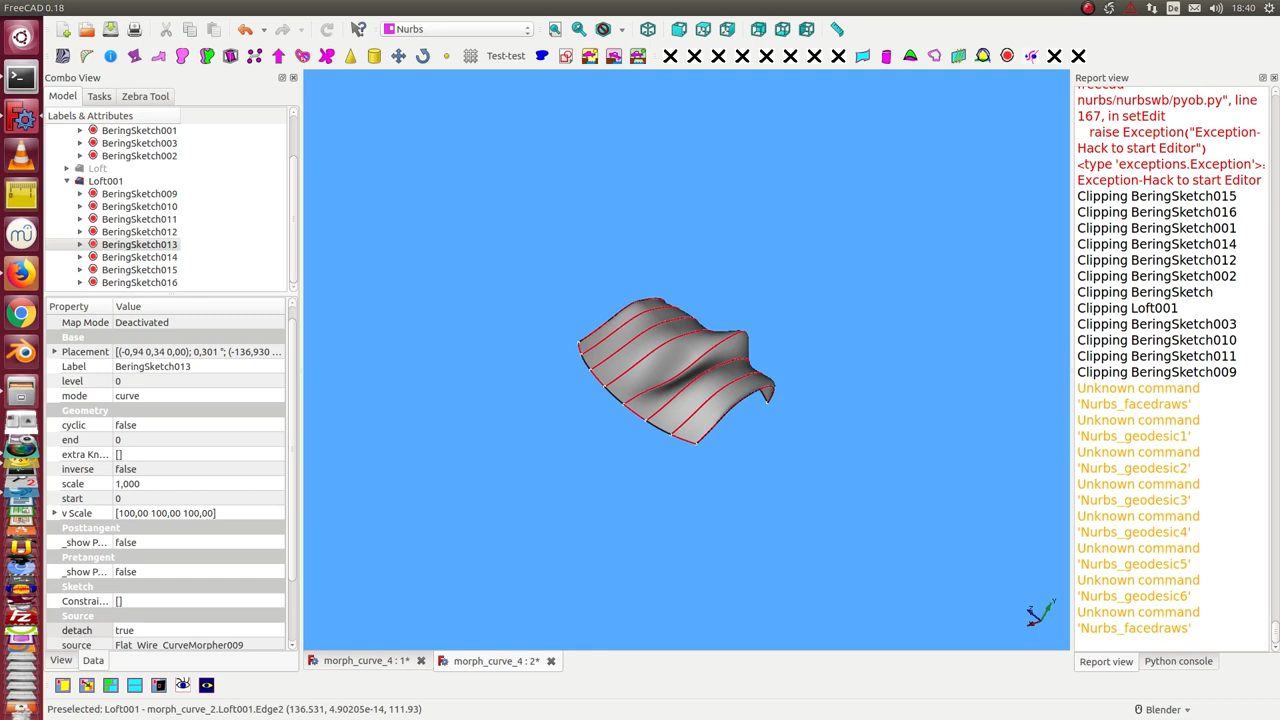 FreeCAD 0.18
De
18:40
Nurbs
Test-test
Combo View
Report view
Model
Tasks
Zebra Tool
Labels & Attributes
BeringSketch001
BeringSketch003
BeringSketch002
Loft
Loft001
BeringSketch009
BeringSketch010
BeringSketch011
BeringSketch012
BeringSketch013
BeringSketch014
BeringSketch015
BeringSketch016
Property
Value
Map Mode
Deactivated
Base
Placement
[(-0,94 0,34 0,00); 0,301 °; (-136,930 ...
Label
BeringSketch013
level
0
mode
curve
Geometry
cyclic
false
end
0
extra Kn...
[]
inverse
false
scale
1,000
start
0
v Scale
[100,00 100,00 100,00]
Posttangent
_show P...
false
Pretangent
_show P...
false
Sketch
Constrai...
[]
Source
detach
true
source
Flat_Wire_CurveMorpher009
View
Data
morph_curve_4 : 1*
morph_curve_4 : 2*
nurbs/nurbswb/pyob.py", line
167, in setEdit
raise Exception("Exception-
Hack to start Editor")
<type 'exceptions.Exception'>:
Exception-Hack to start Editor
Clipping BeringSketch015
Clipping BeringSketch016
Clipping BeringSketch001
Clipping BeringSketch014
Clipping BeringSketch012
Clipping BeringSketch002
Clipping BeringSketch
Clipping Loft001
Clipping BeringSketch003
Clipping BeringSketch010
Clipping BeringSketch011
Clipping BeringSketch009
Unknown command
'Nurbs_facedraws'
Unknown command
'Nurbs_geodesic1'
Unknown command
'Nurbs_geodesic2'
Unknown command
'Nurbs_geodesic3'
Unknown command
'Nurbs_geodesic4'
Unknown command
'Nurbs_geodesic5'
Unknown command
'Nurbs_geodesic6'
Unknown command
'Nurbs_facedraws'
Report view
Python console
Preselected: Loft001 - morph_curve_2.Loft001.Edge2 (136.531, 4.90205e-14, 111.93)
Blender